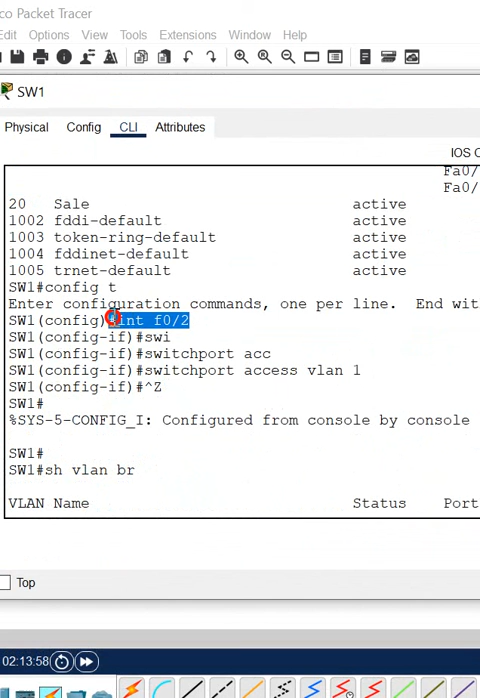 co Packet Tracer
Edit Options View Tools Extensions Window Help
SW1
Physical Config CLI Attributes
IOS C
Fa0/
Fa0/
20 Sale active
1002 fddi-default active
1003 token-ring-default active
1004 fddinet-default active
1005 trnet-default active
SW1#config t
Enter configuration commands, one per line. End wit
SW1(config)#int f0/2
SW1(config-if)#swi
SW1(config-if)#switchport acc
SW1(config-if)#switchport access vlan 1
SW1(config-if)#^Z
SW1#
%SYS-5-CONFIG_I: Configured from console by console
SW1#
SW1#sh vlan br
VLAN Name Status Port
Top
02:13:58